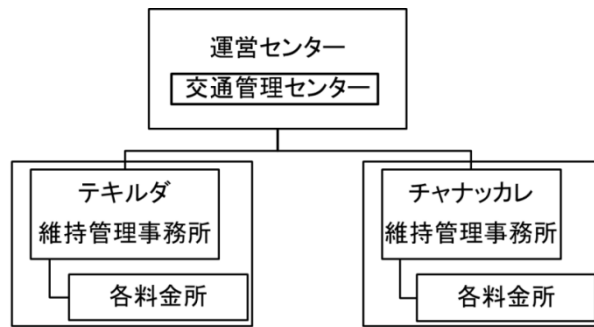 運営センター
交通管理センター
テキルダ
維持管理事務所
各料金所
チャナッカレ
維持管理事務所
各料金所